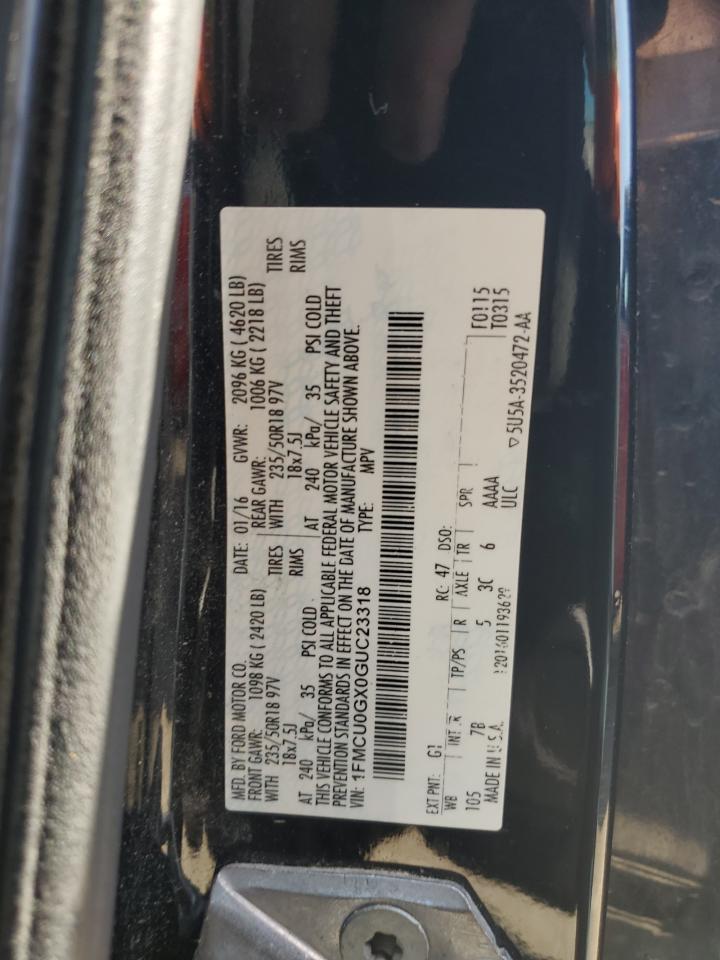 MFD. BY FORD MOTOR CO.
DATE: 01/16 GVWR: 2096 KG ( 4620 LB)
FRONT GAWR: 1098 KG ( 2420 LB) REAR GAWR: 1006 KG ( 2218 LB)
WITH 235/50R18 97V TIRES WITH 235/50R18 97V TIRES
18x7.5J RIMS 18x7.5J RIMS
AT 240 kPa/ 35 PSI COLD AT 240 kPa/ 35 PSI COLD
THIS VEHICLE CONFORMS TO ALL APPLICABLE FEDERAL MOTOR VEHICLE SAFETY AND THEFT
PREVENTION STANDARDS IN EFFECT ON THE DATE OF MANUFACTURE SHOWN ABOVE.
VIN: 1FMCU0GX0GUC23318 TYPE: MPV
EXT PNT: G1 RC: 47 DSO: F0115
WB INT TR TP/PS R AXLE TR SPR T0315
105 7B 5 3C 6 AAAA
MADE IN U.S.A. ULC
5U5A-3520472-AA